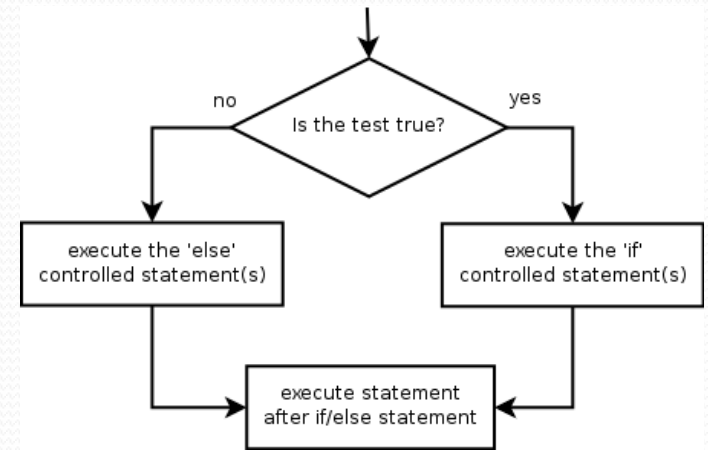 no
yes
Is the test true?
execute the 'else'
controlled statement(s)
execute the 'if'
controlled statement(s)
execute statement
after if/else statement